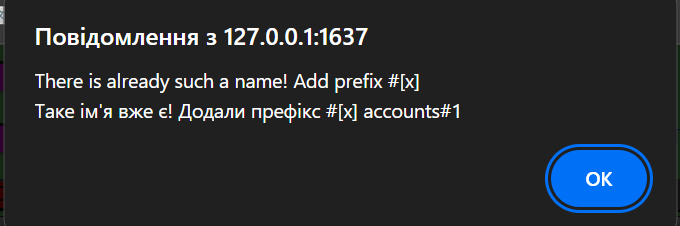 Повідомлення з 127.0.0.1:1637
There is already such a name! Add prefix #[x]
Таке ім'я вже є! Додали префікс #[x] accounts#1
OK